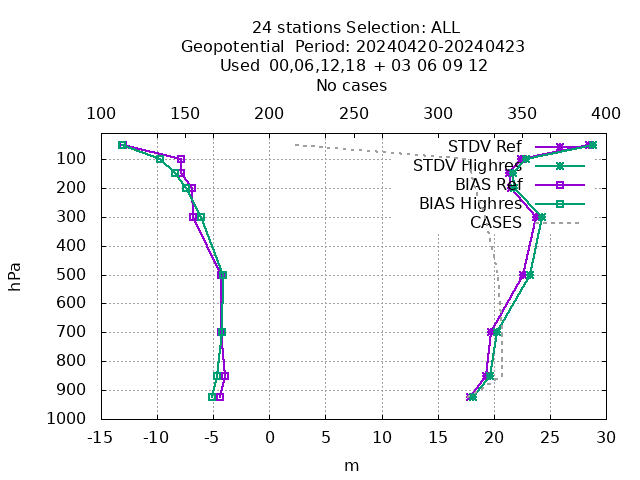 24 stations Selection: ALL
Geopotential  Period: 20240420-20240423
Used  00,06,12,18 + 03 06 09 12
No cases
100 150 200 250 300 350 400
STDV Ref
STDV Highres
BIAS Ref
BIAS Highres
CASES
hPa
100
200
300
400
500
600
700
800
900
1000
-15 -10 -5 0 5 10 15 20 25 30
m